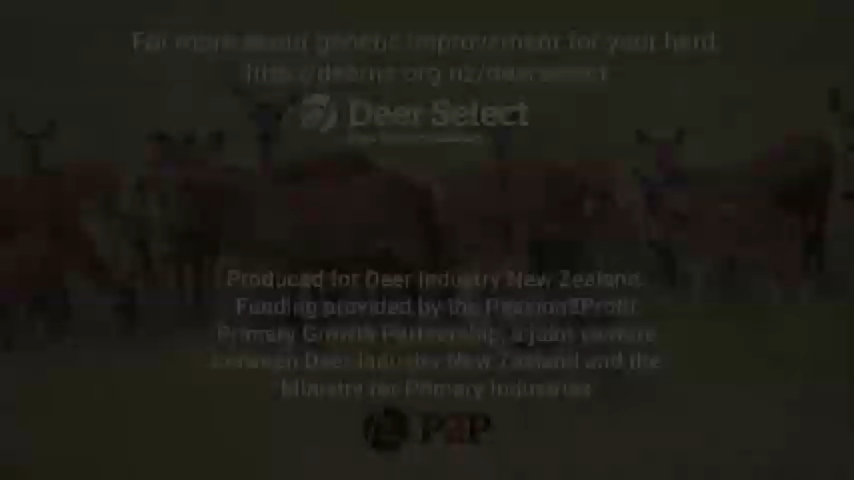 For more about genetic improvement for your herd
http://deernz.org.nz/deerselect
Deer Select
Produced for Deer Industry New Zealand.
Funding provided by the Passion2Profit
Primary Growth Partnership, a joint venture
between Deer Industry New Zealand and the
Ministry for Primary Industries
P2P